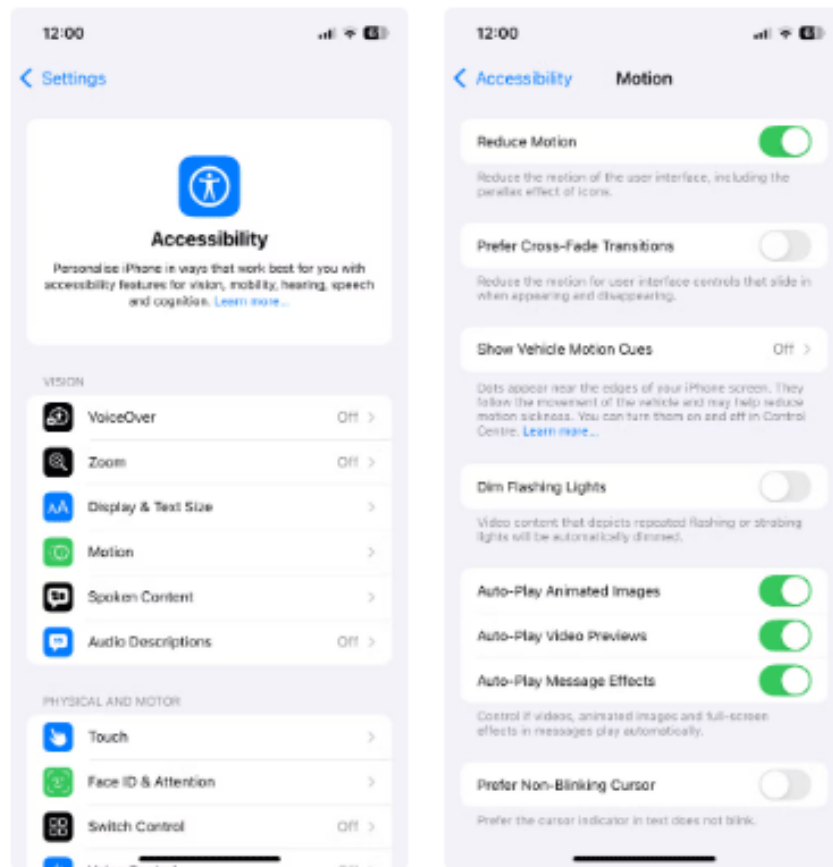 12:00
Settings
Accessibility
Personalise iPhone in ways that work best for you with
accessibility features for vision, mobility, hearing, speech
and cognition. Learn more...
VISION
VoiceOver Off
Zoom Off
Display & Text Size
Motion
Spoken Content
Audio Descriptions Off
PHYSICAL AND MOTOR
Touch
Face ID & Attention
Switch Control Off
12:00
Accessibility Motion
Reduce Motion
Reduce the motion of the user interface, including the
parallax effect of icons.
Prefer Cross-Fade Transitions
Reduce the motion for user interface controls that slide in
when appearing and disappearing.
Show Vehicle Motion Cues Off
Dots appear near the edges of your iPhone screen. They
follow the movement of the vehicle and may help reduce
motion sickness. You can turn them on and off in Control
Centre. Learn more...
Dim Flashing Lights
Video content that depicts repeated flashing or strobing
lights will be automatically dimmed.
Auto-Play Animated Images
Auto-Play Video Previews
Auto-Play Message Effects
Control if videos, animated images and full-screen
effects in messages play automatically.
Prefer Non-Blinking Cursor
Prefer the cursor indicator in text does not blink.